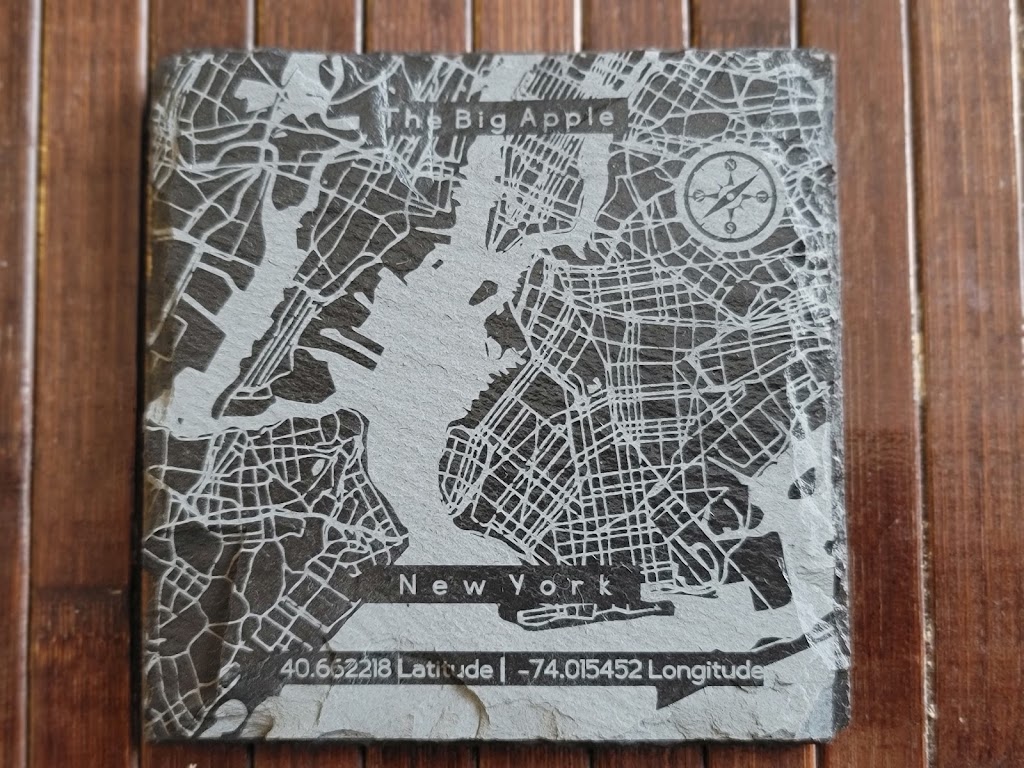 The Big Apple
N
New York
40.662218 Latitude | -74.015452 Longitude